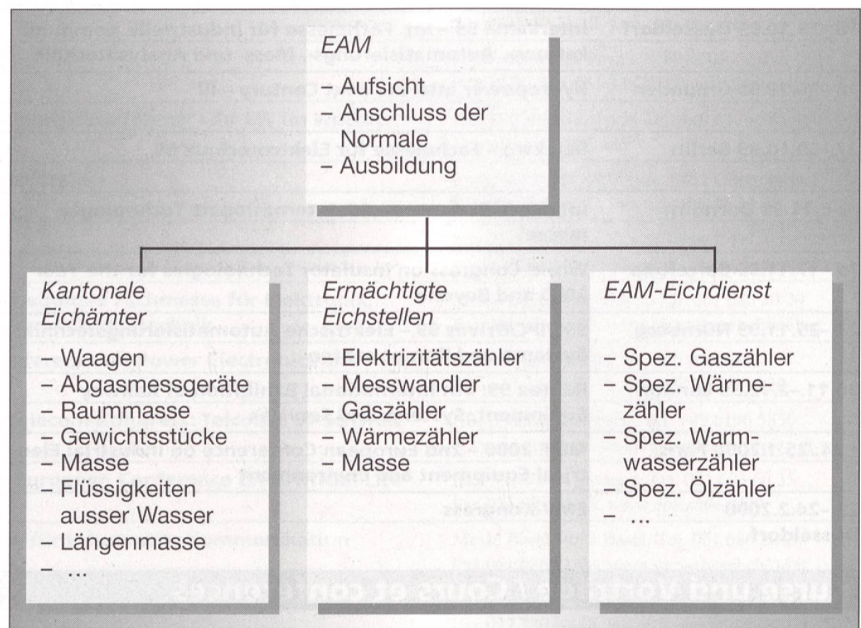 EAM
– Aufsicht
– Anschluss der
Normale
– Ausbildung
Kantonale
Eichämter
– Waagen
– Abgasmessgeräte
– Raummasse
– Gewichtsstücke
– Masse
– Flüssigkeiten
ausser Wasser
– Längenmasse
– ...
Ermächtigte
Eichstellen
– Elektrizitätszähler
– Messwandler
– Gaszähler
– Wärmezähler
– Masse
EAM-Eichdienst
– Spez. Gaszähler
– Spez. Wärme-
zähler
– Spez. Warm-
wasserzähler
– Spez. Ölzähler
– ...